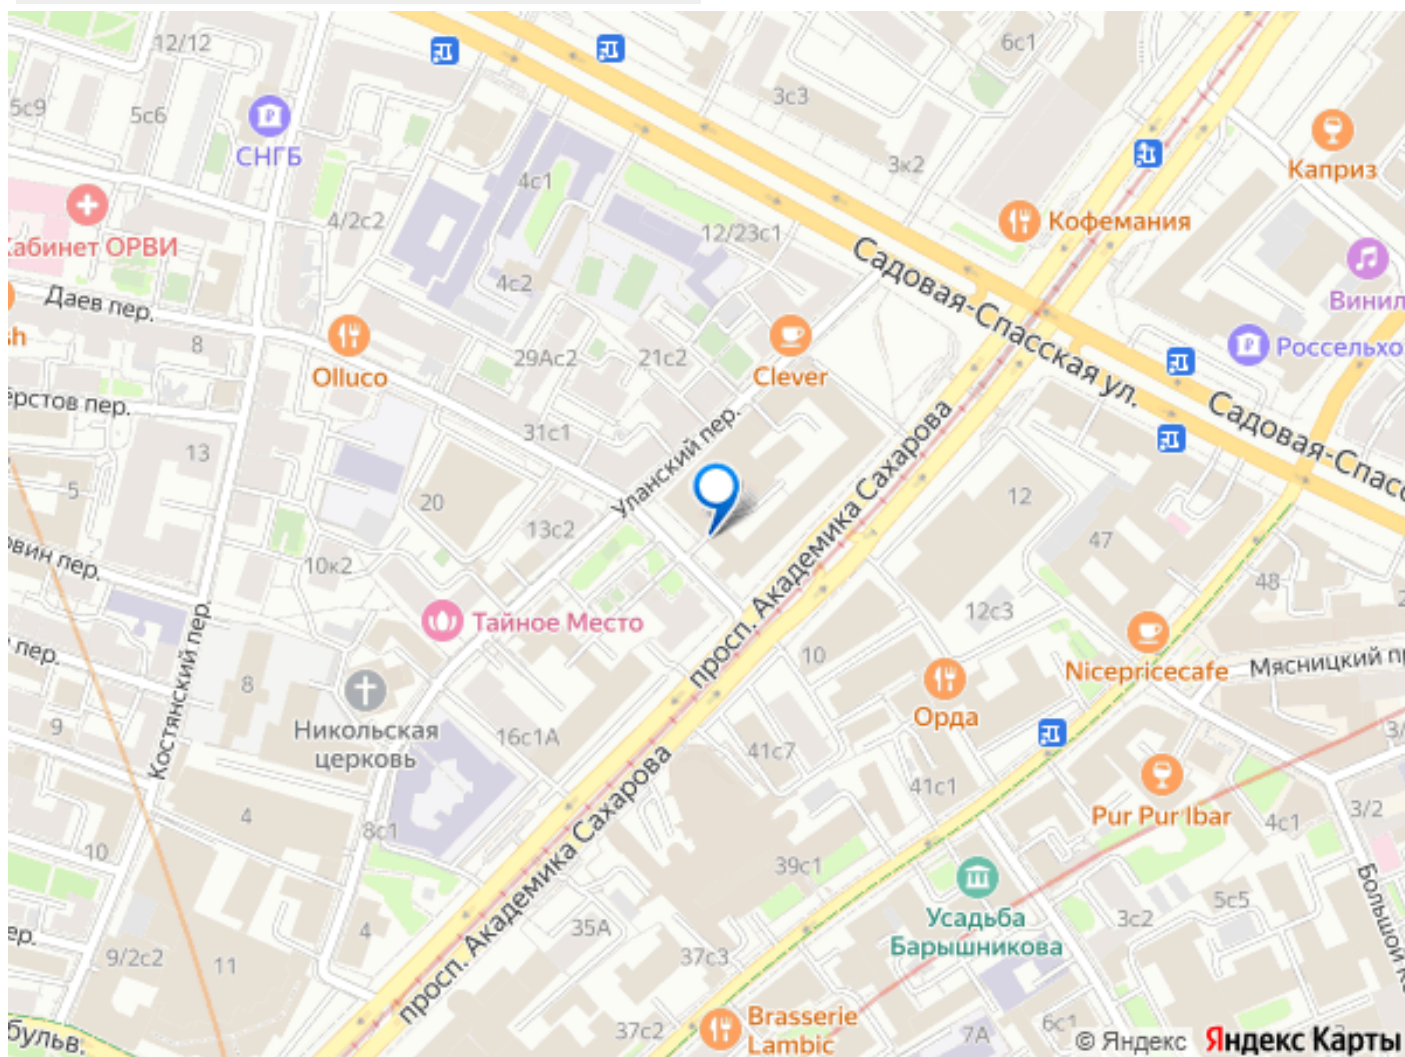 12/12
6с1
5с9
5с6
3с3
СНГБ
Каприз
3к2
4с1
Кабинет ОРВИ
4/2с2
12/23с1
Кофемания
Садовая-Спасская ул.
Винил
4с2
Даев пер.
8
29Ас2
21с2
Clever
Россельхо
sh
Olluco
ёрстов пер.
31с1
Уланский пер.
просп. Академика Сахарова
Садовая-Спасс
13
5
20
13с2
12
47
48
овин пер.
10к2
Тайное Место
12с3
10
Nicepricecafe
Мясницкий п
пер.
Костянский пер.
8
Никольская
церковь
9
16с1А
41с7
Орда
41с1
Pur Pur Ibar
3/2
4с1
4
8с1
10
39с1
Усадьба
Барышникова
3с2
5с5
Большой К
ер.
9/2с2
11
4
просп. Академика Сахарова
35А
37с3
Brasserie
Lambic
37с2
7А
6с1
бульв.
© Яндекс Яндекс Карты